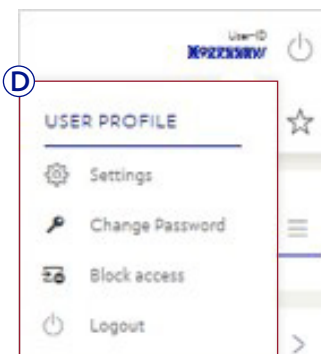 User-ID
D
USER PROFILE
Settings
Change Password
Block access
Logout